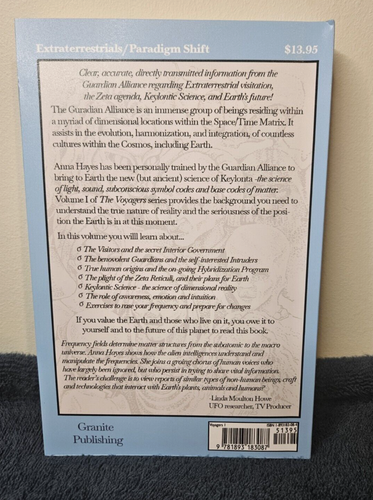 Extraterrestrials/Paradigm Shift $13.95
Clear, accurate, directly transmitted information from the
Guardian Alliance regarding Extraterrestrial visitation,
the Zeta agenda, Keylontic Science, and Earth's future!
The Guradian Alliance is an immense group of beings residing within
a myriad of dimensional locations within the Space/Time Matrix. It
assists in the evolution, harmonization, and integration, of countless
cultures within the Cosmos, including Earth.
Anna Hayes has been personally trained by the Guardian Alliance to
bring to Earth the new (but ancient) science of Keylonta -the science
of light, sound, subconscious symbol codes and base codes of matter.
Volume I of The Voyagers series provides the background you need to
understand the true nature of reality and the seriousness of the posi-
tion the Earth is in at this moment.
In this volume you willl learn about...
The Visitors and the secret Interior Government
The benevolent Guardians and the self-interested Intruders
True human origins and the on-going Hybridization Program
The plight of the Zeta Reticuli, and their plans for Earth
Keylontic Science - the science of dimensional reality
The role of awareness, emotion and intuition
Exercises to raise your frequency and prepare for changes
If you value the Earth and those who live on it, you owe it to
yourself and to the future of this planet to read this book.
Frequency fields determine matter structures from the subatomic to the macro
universe. Anna Hayes shows how the alien intelligences understand and
manipulate the frequencies. She joins a growing chorus of human voices who
have largely been ignored, but who persist in trying to share vital information.
The reader's challenge is to view reports of similar types of non-human beings, craft
and technologies that interact with Earth's plants, animals and humans?
-Linda Moulton Howe
UFO researcher, TV Producer
Granite
Publishing
Voyagers 1
51395
9 781893 183087